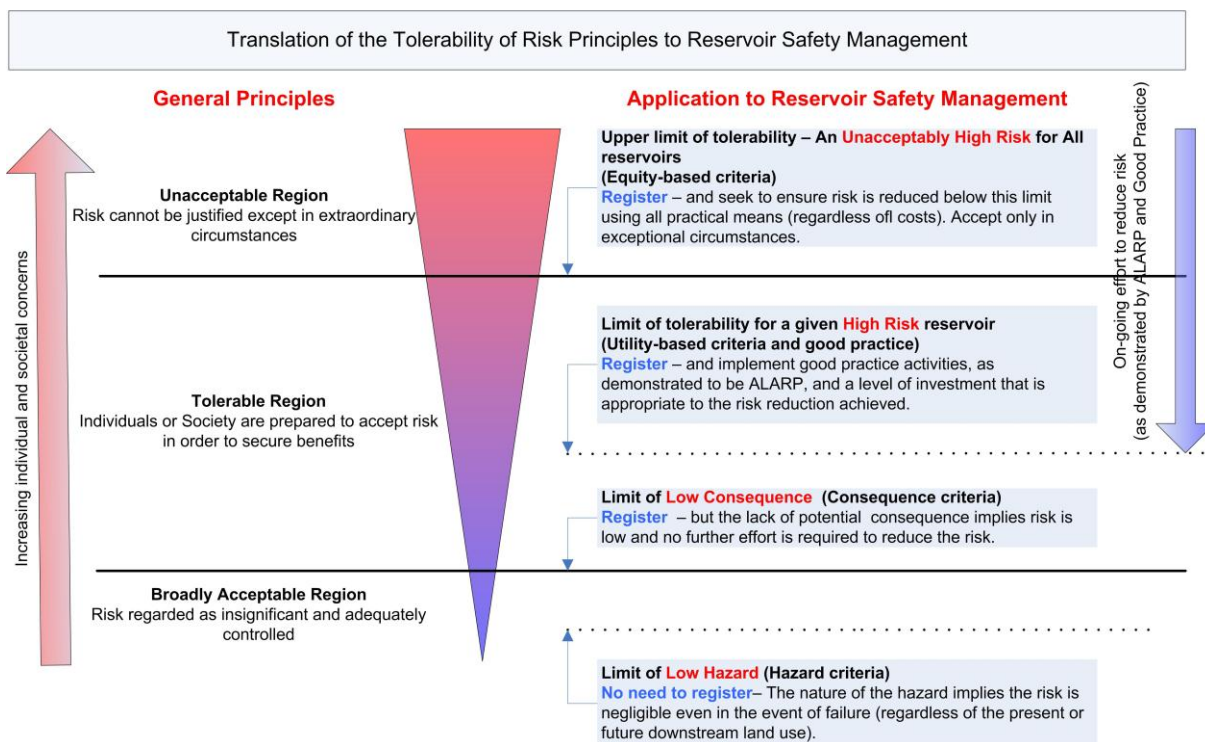 Translation of the Tolerability of Risk Principles to Reservoir Safety Management
General Principles
Application to Reservoir Safety Management
Increasing individual and societal concerns
Unacceptable Region
Risk cannot be justified except in extraordinary
circumstances
Upper limit of tolerability – An Unacceptably High Risk for All
reservoirs
(Equity-based criteria)
Register – and seek to ensure risk is reduced below this limit
using all practical means (regardless ofl costs). Accept only in
exceptional circumstances.
On-going effort to reduce risk
(as demonstrated by ALARP and Good Practice)
Tolerable Region
Individuals or Society are prepared to accept risk
in order to secure benefits
Limit of tolerability for a given High Risk reservoir
(Utility-based criteria and good practice)
Register – and implement good practice activities, as
demonstrated to be ALARP, and a level of investment that is
appropriate to the risk reduction achieved.
Limit of Low Consequence (Consequence criteria)
Register – but the lack of potential consequence implies risk is
low and no further effort is required to reduce the risk.
Broadly Acceptable Region
Risk regarded as insignificant and adequately
controlled
Limit of Low Hazard (Hazard criteria)
No need to register– The nature of the hazard implies the risk is
negligible even in the event of failure (regardless of the present or
future downstream land use).